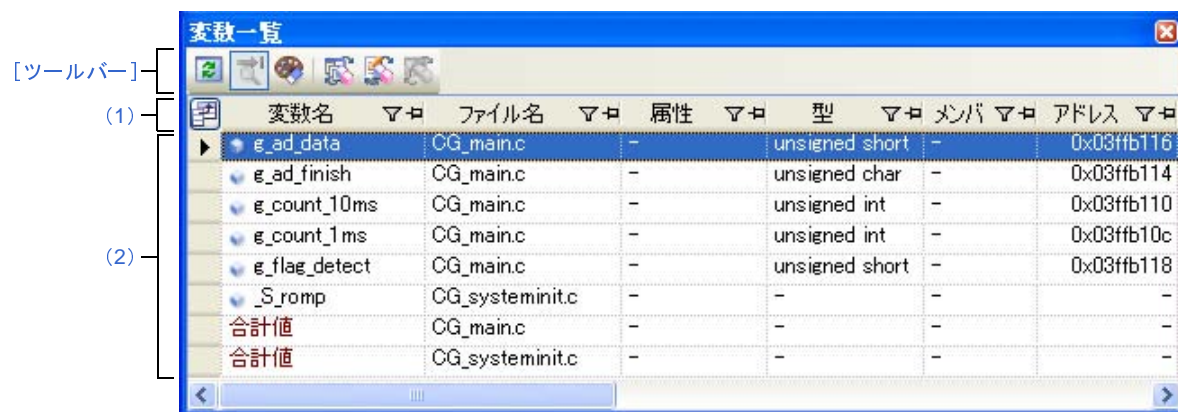 変数一覧
[ツールバー]
(1) 変数名 ファイル名 属性 型 メンバ アドレス
g_ad_data CG_main.c - unsigned short - 0x03ffb116
g_ad_finish CG_main.c - unsigned char - 0x03ffb114
g_count_10ms CG_main.c - unsigned int - 0x03ffb110
g_count_1ms CG_main.c - unsigned int - 0x03ffb10c
(2) g_flag_detect CG_main.c - unsigned short - 0x03ffb118
_S_romp CG_systeminit.c - - - -
合計値 CG_main.c - - - -
合計値 CG_systeminit.c - - - -